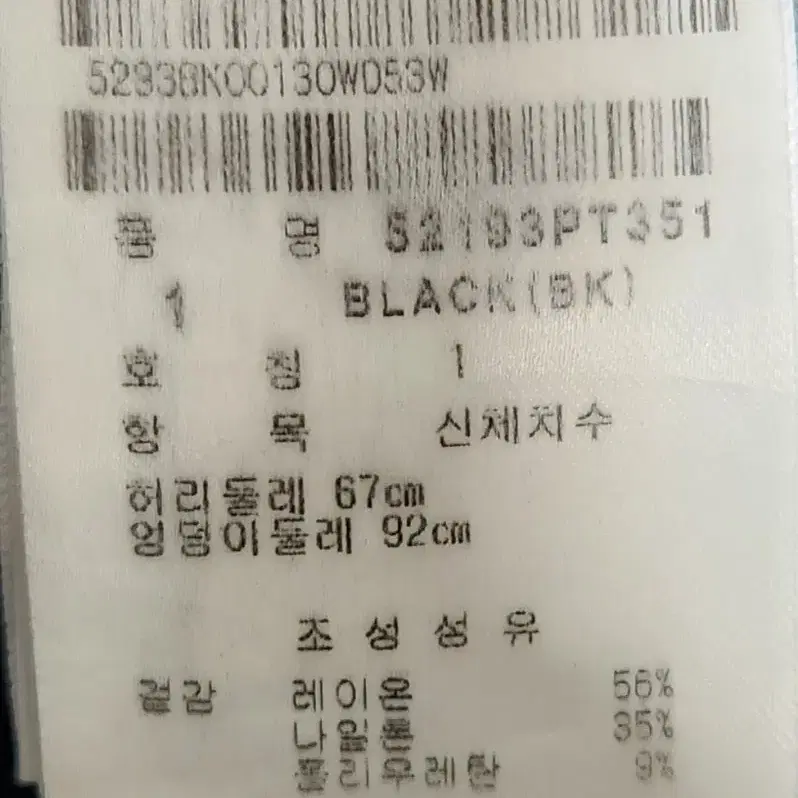 품 명 52193PT351
1 BLACK(BK)
호 칭 1
항 목 신체치수
허리둘레 67cm
엉덩이둘레 92cm
조 성 섬 유
겉감 레이온 56%
나일론 35%
폴리우레탄 9%